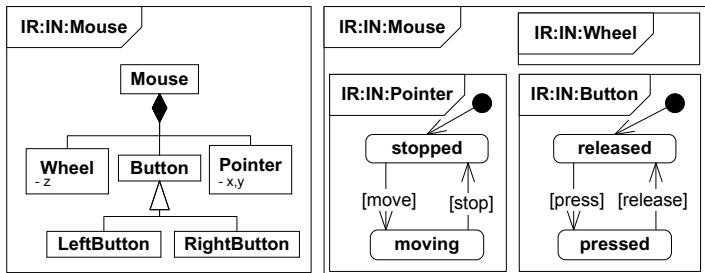 IR:IN:Mouse
Mouse
Wheel
- z
Button
Pointer
- x,y
LeftButton
RightButton
IR:IN:Mouse
IR:IN:Wheel
IR:IN:Pointer
stopped
[move]
[stop]
moving
IR:IN:Button
released
[press]
[release]
pressed